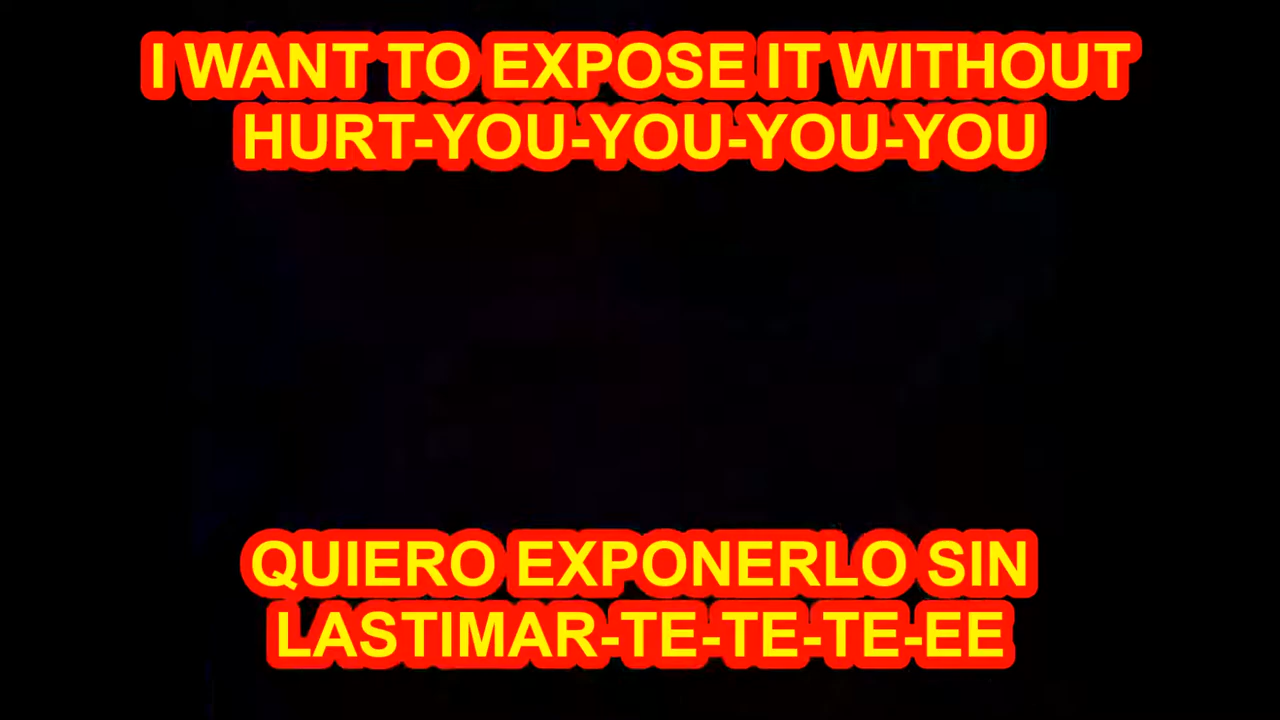 I WANT TO EXPOSE IT WITHOUT
HURT-YOU-YOU-YOU-YOU
QUIERO EXPONERLO SIN
LASTIMAR-TE-TE-TE-EE